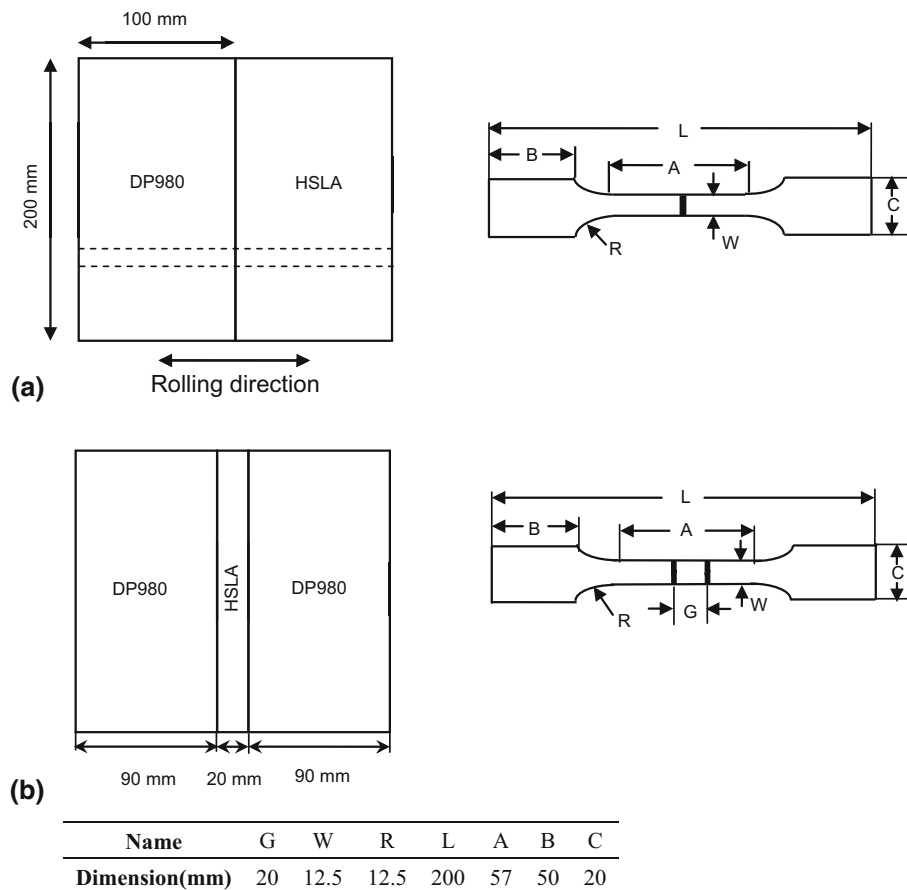 100 mm
200 mm
DP980
HSLA
Rolling direction
(a)
L
B
A
C
R
W
DP980
HSLA
DP980
90 mm
20 mm
90 mm
(b)
L
B
A
C
R
G
W
Name G W R L A B C
Dimension(mm) 20 12.5 12.5 200 57 50 20